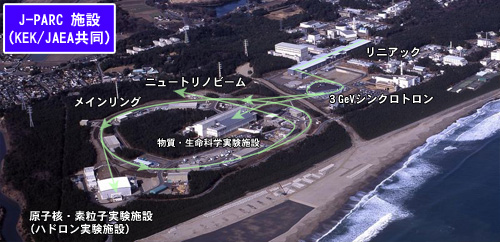 J-PARC 施設
(KEK/JAEA共同)
リニアック
ニュートリノビーム
メインリング
3GeVシンクロトロン
物質・生命科学実験施設
原子核・素粒子実験施設
(ハドロン実験施設)